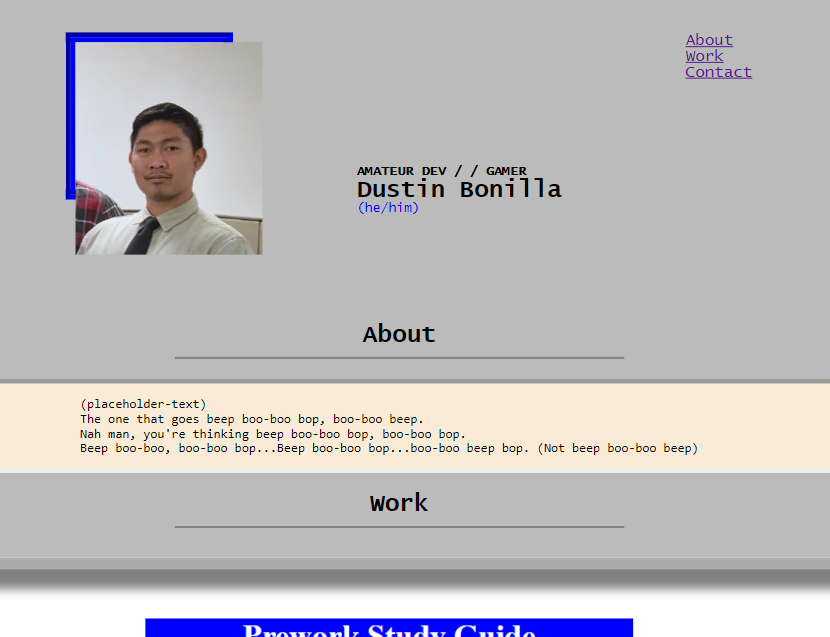 About
Work
Contact
AMATEUR DEV / / GAMER
Dustin Bonilla
(he/him)
About
(placeholder-text)
The one that goes beep boo-boo bop, boo-boo beep.
Nah man, you're thinking beep boo-boo bop, boo-boo bop.
Beep boo-boo, boo-boo bop...Beep boo-boo bop...boo-boo beep bop. (Not beep boo-boo beep)
Work
Prework Study Guide